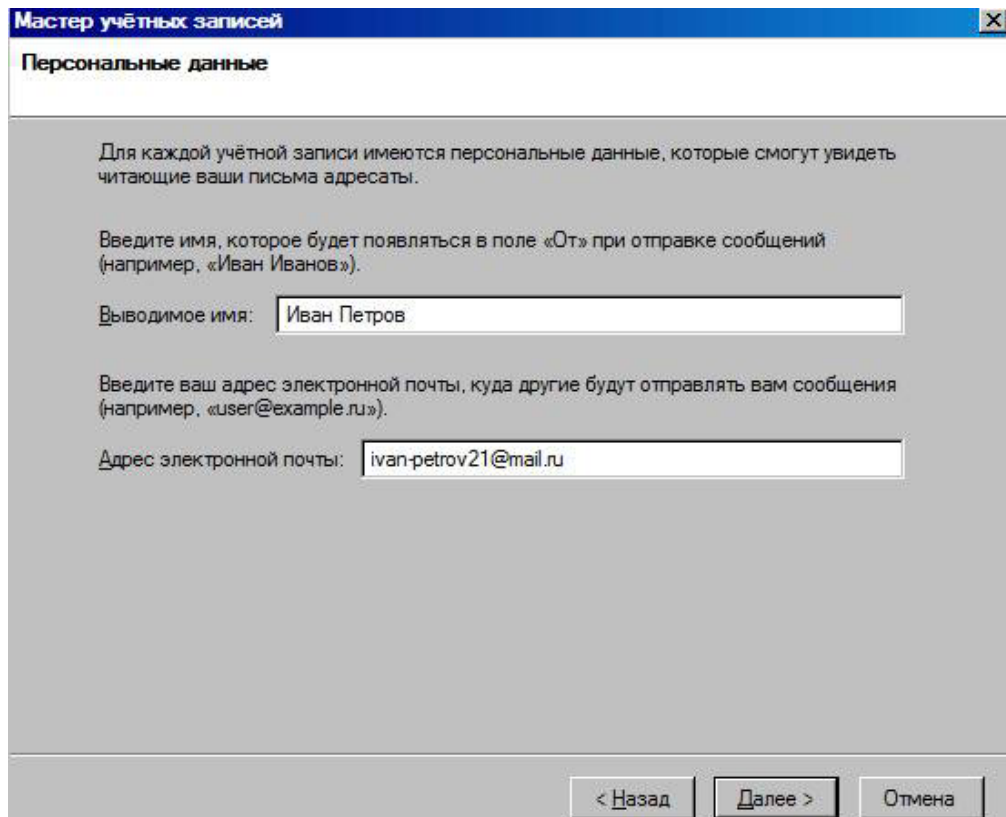 Мастер учётных записей
Персональные данные
Для каждой учётной записи имеются персональные данные, которые смогут увидеть
читающие ваши письма адресаты.
Введите имя, которое будет появляться в поле «От» при отправке сообщений
(например, «Иван Иванов»).
Выводимое имя: Иван Петров
Введите ваш адрес электронной почты, куда другие будут отправлять вам сообщения
(например, «user@example.ru»).
Адрес электронной почты: ivan-petrov21@mail.ru
< Назад Далее > Отмена